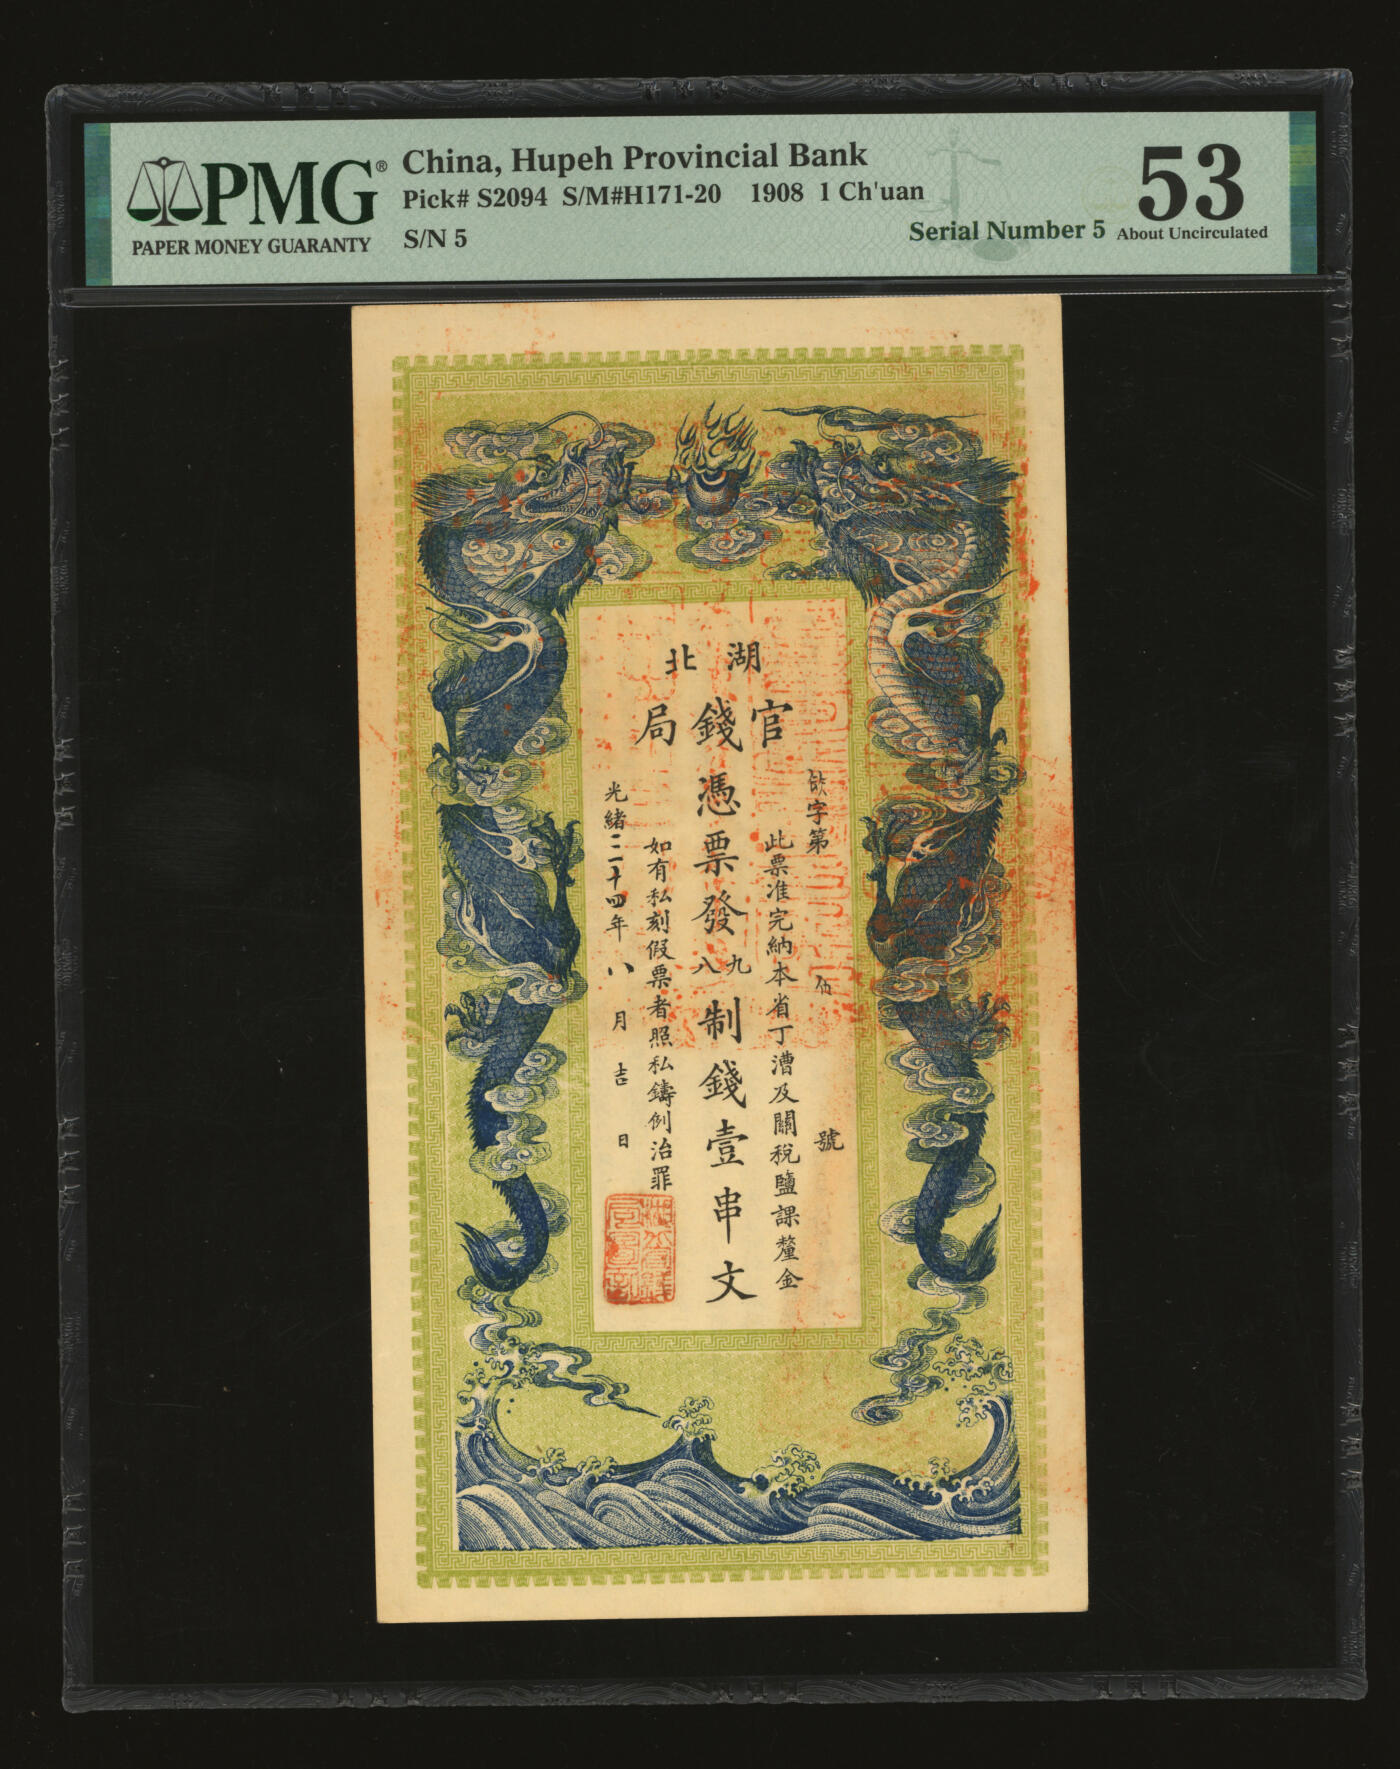 PMG®
PAPER MONEY GUARANTY
China, Hupeh Provincial Bank
Pick# S2094 S/M#H171-20 1908 1 Ch'uan
S/N 5
Serial Number 5
53
About Uncirculated
湖北
官錢局
字第 伍 號
此票准完納本省丁漕及關稅鹽課釐金
憑票發九八制錢壹串文
如有私刻假票者照私鑄例治罪
光緒三十四年八月吉日